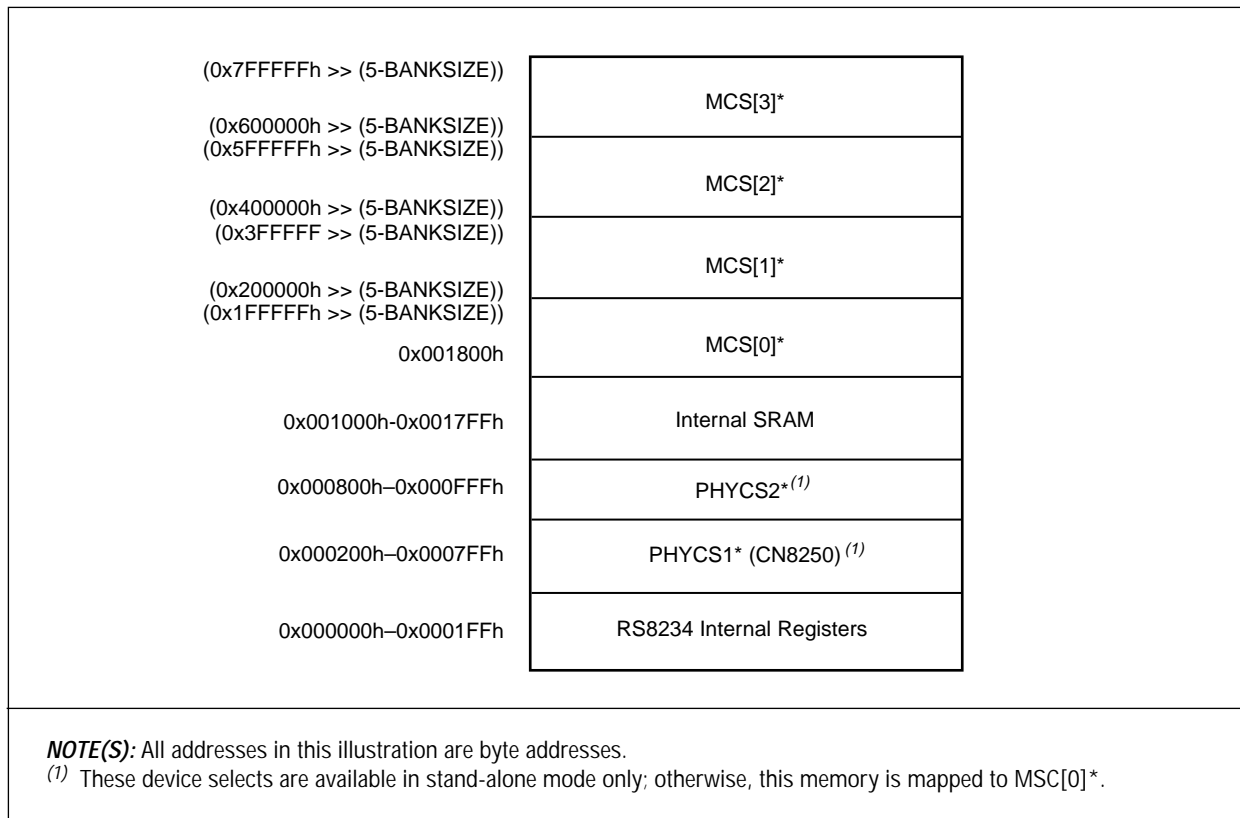 (0x7FFFFFh >> (5-BANKSIZE))
MCS[3]*
(0x600000h >> (5-BANKSIZE))
(0x5FFFFFh >> (5-BANKSIZE))
MCS[2]*
(0x400000h >> (5-BANKSIZE))
(0x3FFFFF >> (5-BANKSIZE))
MCS[1]*
(0x200000h >> (5-BANKSIZE))
(0x1FFFFFh >> (5-BANKSIZE))
MCS[0]*
0x001800h
0x001000h-0x0017FFh
Internal SRAM
0x000800h–0x000FFFh
PHYCS2*(1)
0x000200h–0x0007FFh
PHYCS1* (CN8250) (1)
0x000000h–0x0001FFh
RS8234 Internal Registers
NOTE(S): All addresses in this illustration are byte addresses.
(1) These device selects are available in stand-alone mode only; otherwise, this memory is mapped to MSC[0]*.